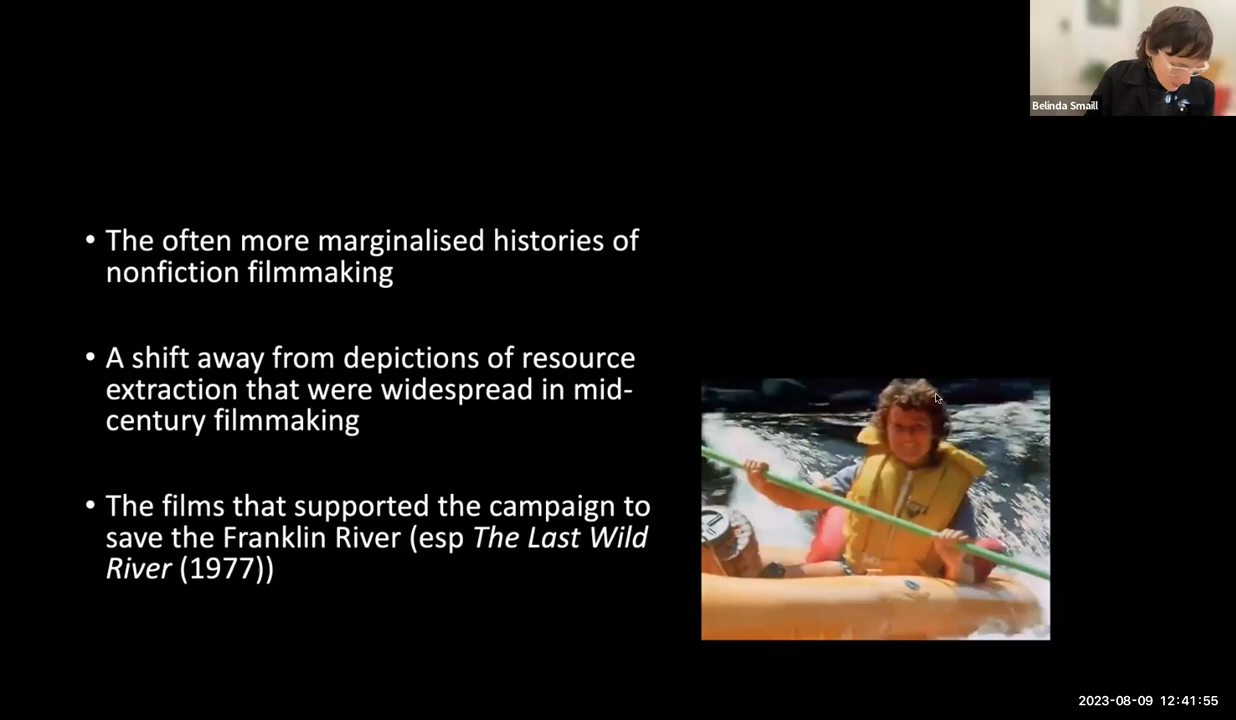 Belinda Smaill
• The often more marginalised histories of
nonfiction filmmaking
• A shift away from depictions of resource
extraction that were widespread in mid-
century filmmaking
• The films that supported the campaign to
save the Franklin River (esp The Last Wild
River (1977))
2023-08-09 12:41:55